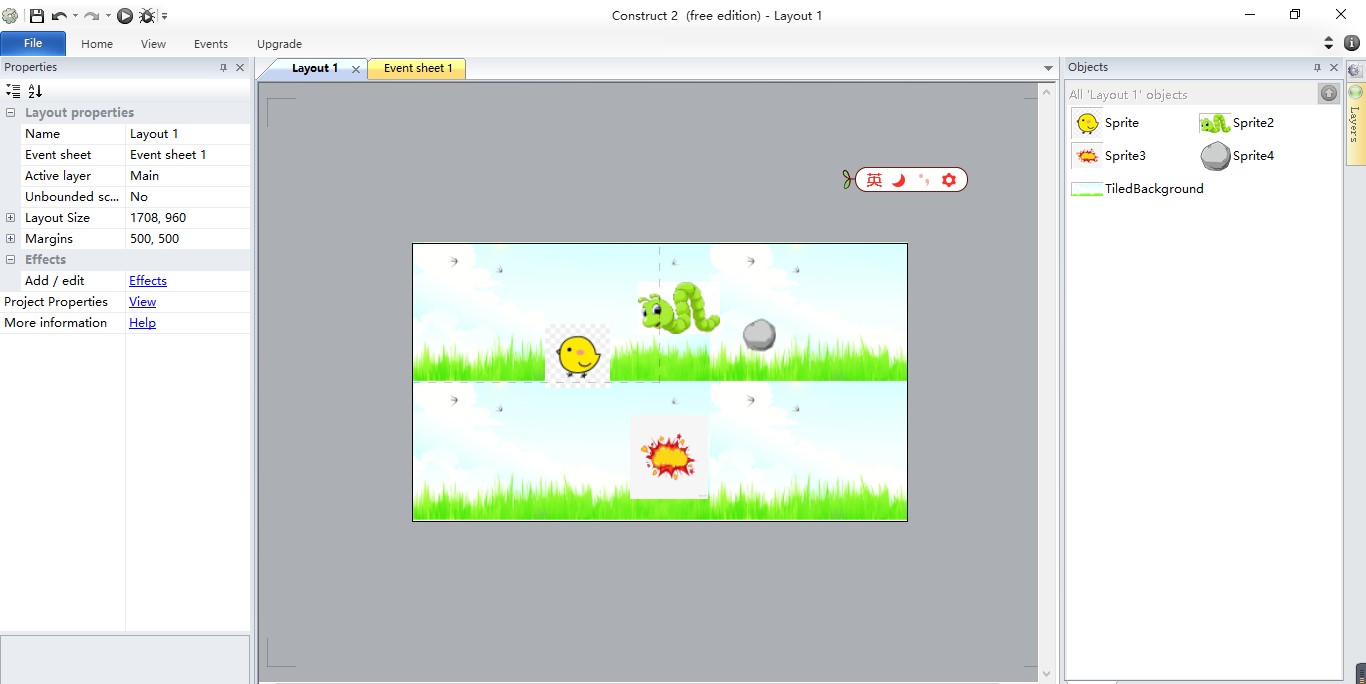 Construct 2 (free edition) - Layout 1
File Home View Events Upgrade
Properties
Layout properties
Name Layout 1
Event sheet Event sheet 1
Active layer Main
Unbounded sc... No
Layout Size 1708, 960
Margins 500, 500
Effects
Add / edit Effects
Project Properties View
More information Help
Layout 1 Event sheet 1
英
Objects
All 'Layout 1' objects
Sprite Sprite2
Sprite3 Sprite4
TiledBackground
Layers